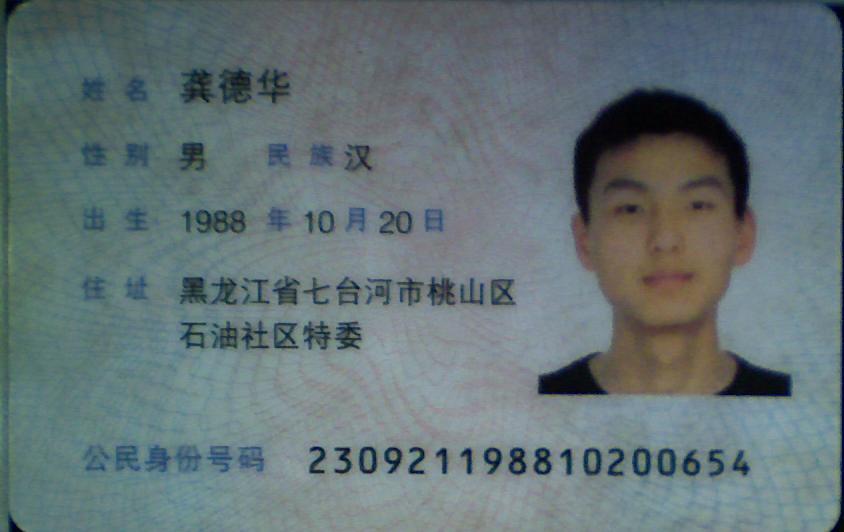 姓名 龚德华
性别 男 民族 汉
出生 1988 年 10 月 20 日
住址 黑龙江省七台河市桃山区
石油社区特委
公民身份号码 230921198810200654